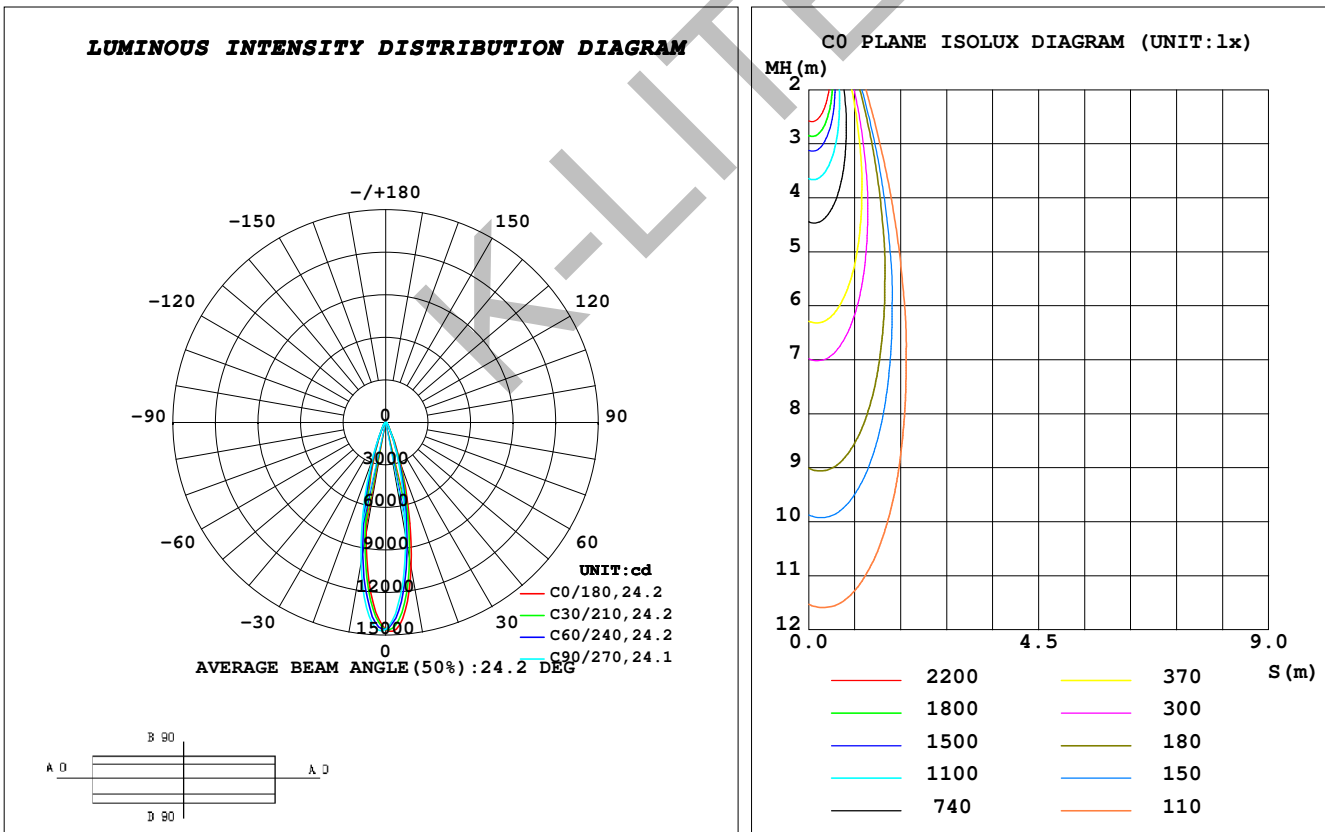 LUMINOUS INTENSITY DISTRIBUTION DIAGRAM
-/+180
-150
150
-120
120
-90
0
90
3000
6000
-60
9000
60
UNIT:cd
12000
C0/180,24.2
-30
30
C30/210,24.2
15000
C60/240,24.2
0
C90/270,24.1
AVERAGE BEAM ANGLE(50%):24.2 DEG
B 90
A 0
A 0
D 90
C0 PLANE ISOLUX DIAGRAM (UNIT:lx)
MH(m)
2
3
4
5
6
7
8
9
10
11
12
0.0
4.5
9.0
S(m)
2200
370
1800
300
1500
180
1100
150
740
110
K-LITE